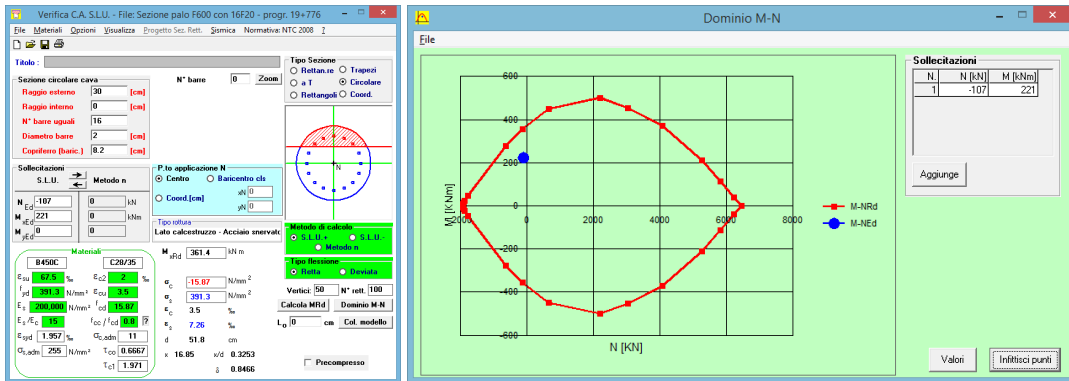 Verifica C.A. S.L.U. - File: Sezione palo F600 con 16F20 - progr. 19+776
File Materiali Opzioni Visualizza Progetto Sez. Rett. Sismica Normativa: NTC 2008 ?
Titolo :
Sezione circolare cava
Raggio esterno 30 [cm]
Raggio interno 0 [cm]
N° barre uguali 16
Diametro barre 2 [cm]
Copriferro (baric.) 8.2 [cm]
N° barre 0 Zoom
Tipo Sezione
Rettan.re Trapezi
a T Circolare
Rettangoli Coord.
N
Sollecitazioni
S.L.U. Metodo n
N Ed -107 0 kN
M xEd 221 0 kNm
M yEd 0 0
P.to applicazione N
Centro Baricentro cls
Coord.[cm] xN 0
yN 0
Tipo rottura
Lato calcestruzzo - Acciaio snervato
Metodo di calcolo
S.L.U.+ S.L.U.-
Metodo n
Tipo flessione
Retta Deviata
Materiali
B450C C28/35
εsu 67.5 ‰ εc2 2 ‰
fyd 391.3 N/mm² εcu 3.5
Es 200,000 N/mm² fcd 15.87
Es/Ec 15 fcc/fcd 0.8 ?
εsyd 1.957 ‰ σc,adm 11
σs,adm 255 N/mm² τco 0.6667
τc1 1.971
M xRd 361.4 kN m
σc -15.87 N/mm²
σs 391.3 N/mm²
εc 3.5 ‰
εs 7.26 ‰
d 51.8 cm
x 16.85 x/d 0.3253
δ 0.8466
Vertici: 50 N° rett. 100
Calcola MRd Dominio M-N
Lo 0 cm Col. modello
Precompresso
Dominio M-N
File
600
400
200
0
-200
-400
-600
-2000 0 2000 4000 6000 8000
M [KNm]
N [KN]
M-NRd
M-NEd
Sollecitazioni
N. N [kN] M [kNm]
1 -107 221
Aggiunge
Valori Infittisci punti